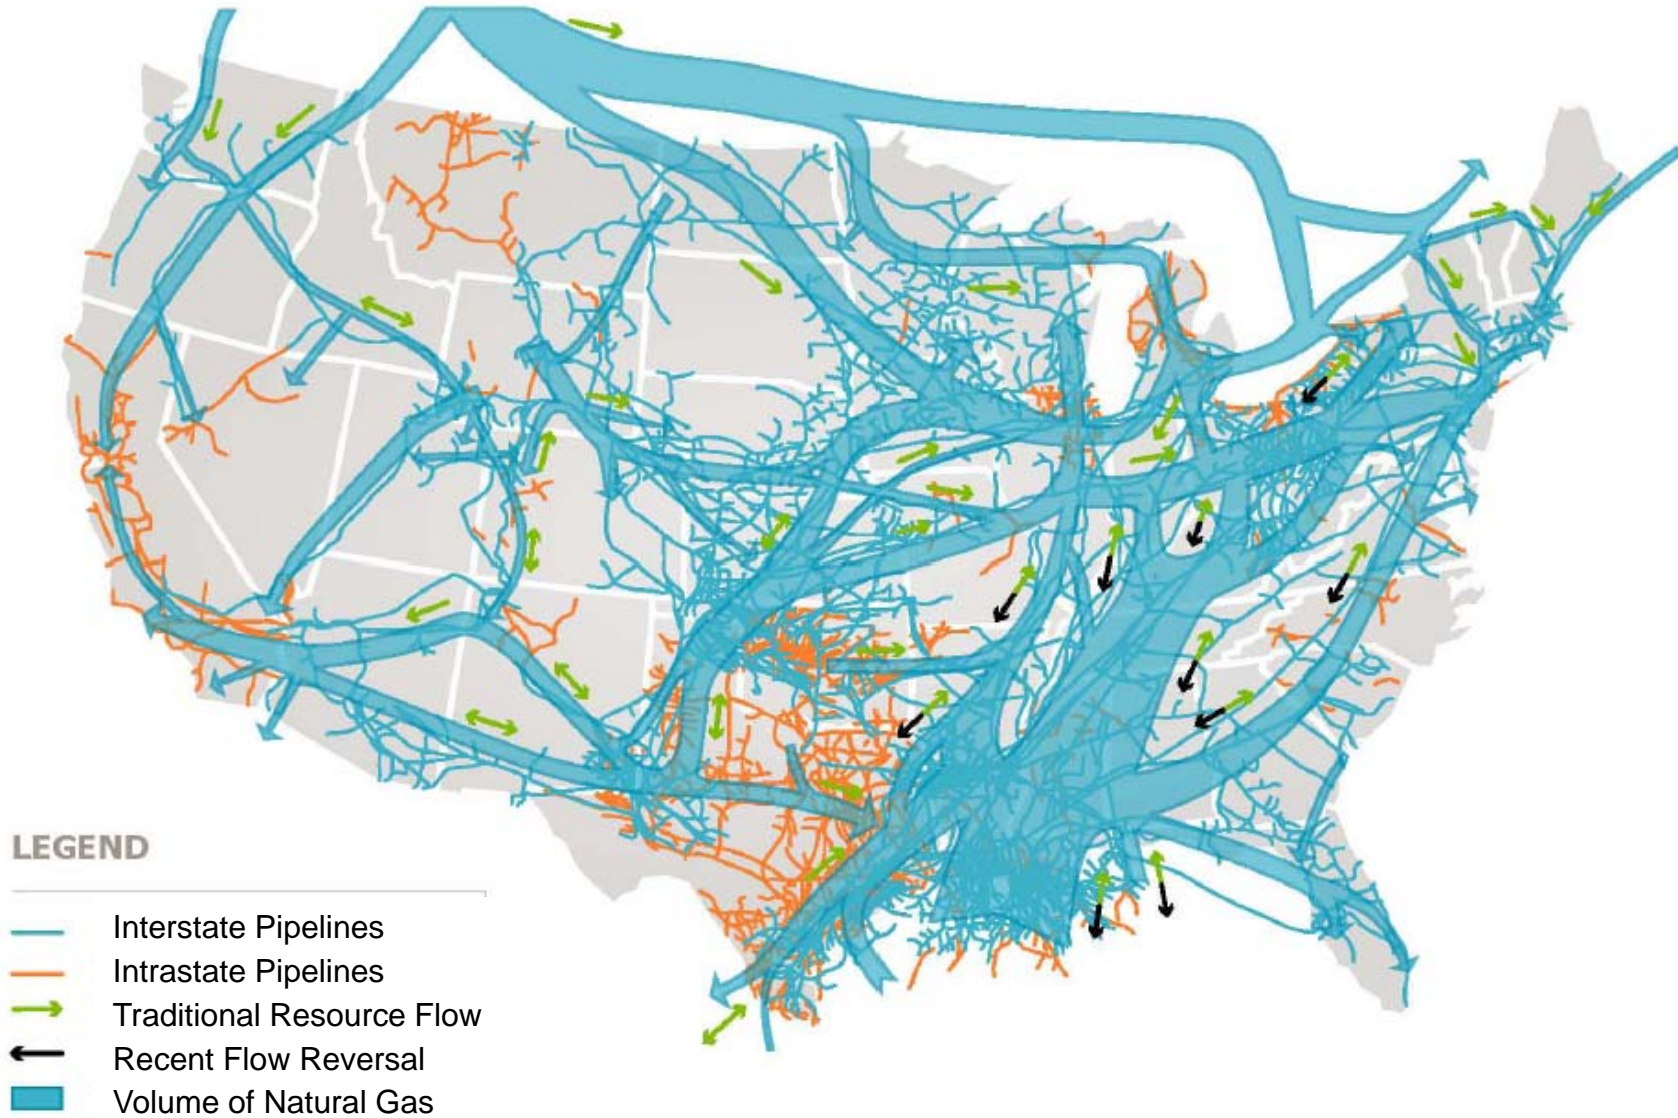 LEGEND
Interstate Pipelines
Intrastate Pipelines
Traditional Resource Flow
Recent Flow Reversal
Volume of Natural Gas